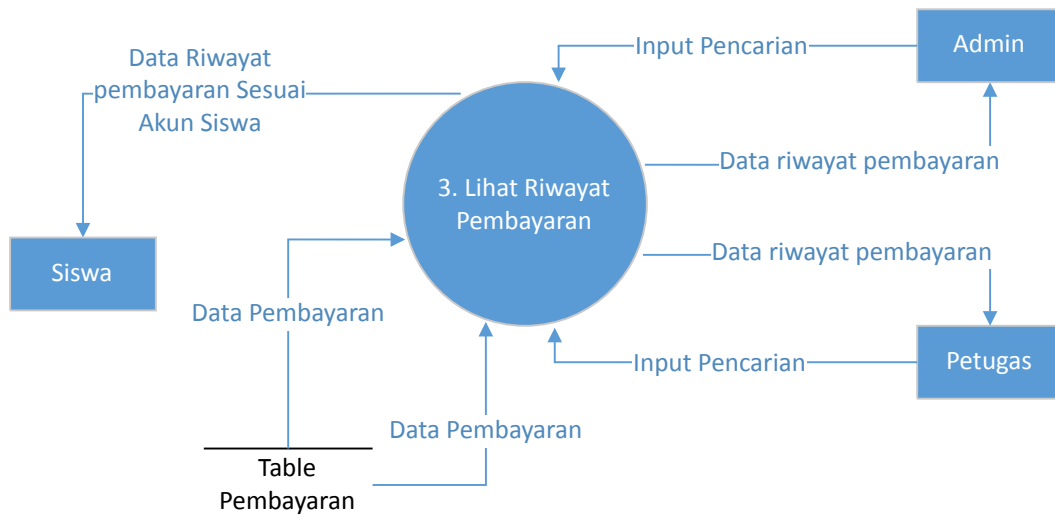 Input Pencarian
Admin
Data Riwayat
pembayaran Sesuai
Akun Siswa
Data riwayat pembayaran
3. Lihat Riwayat
Pembayaran
Data riwayat pembayaran
Siswa
Data Pembayaran
Input Pencarian
Petugas
Data Pembayaran
Table
Pembayaran